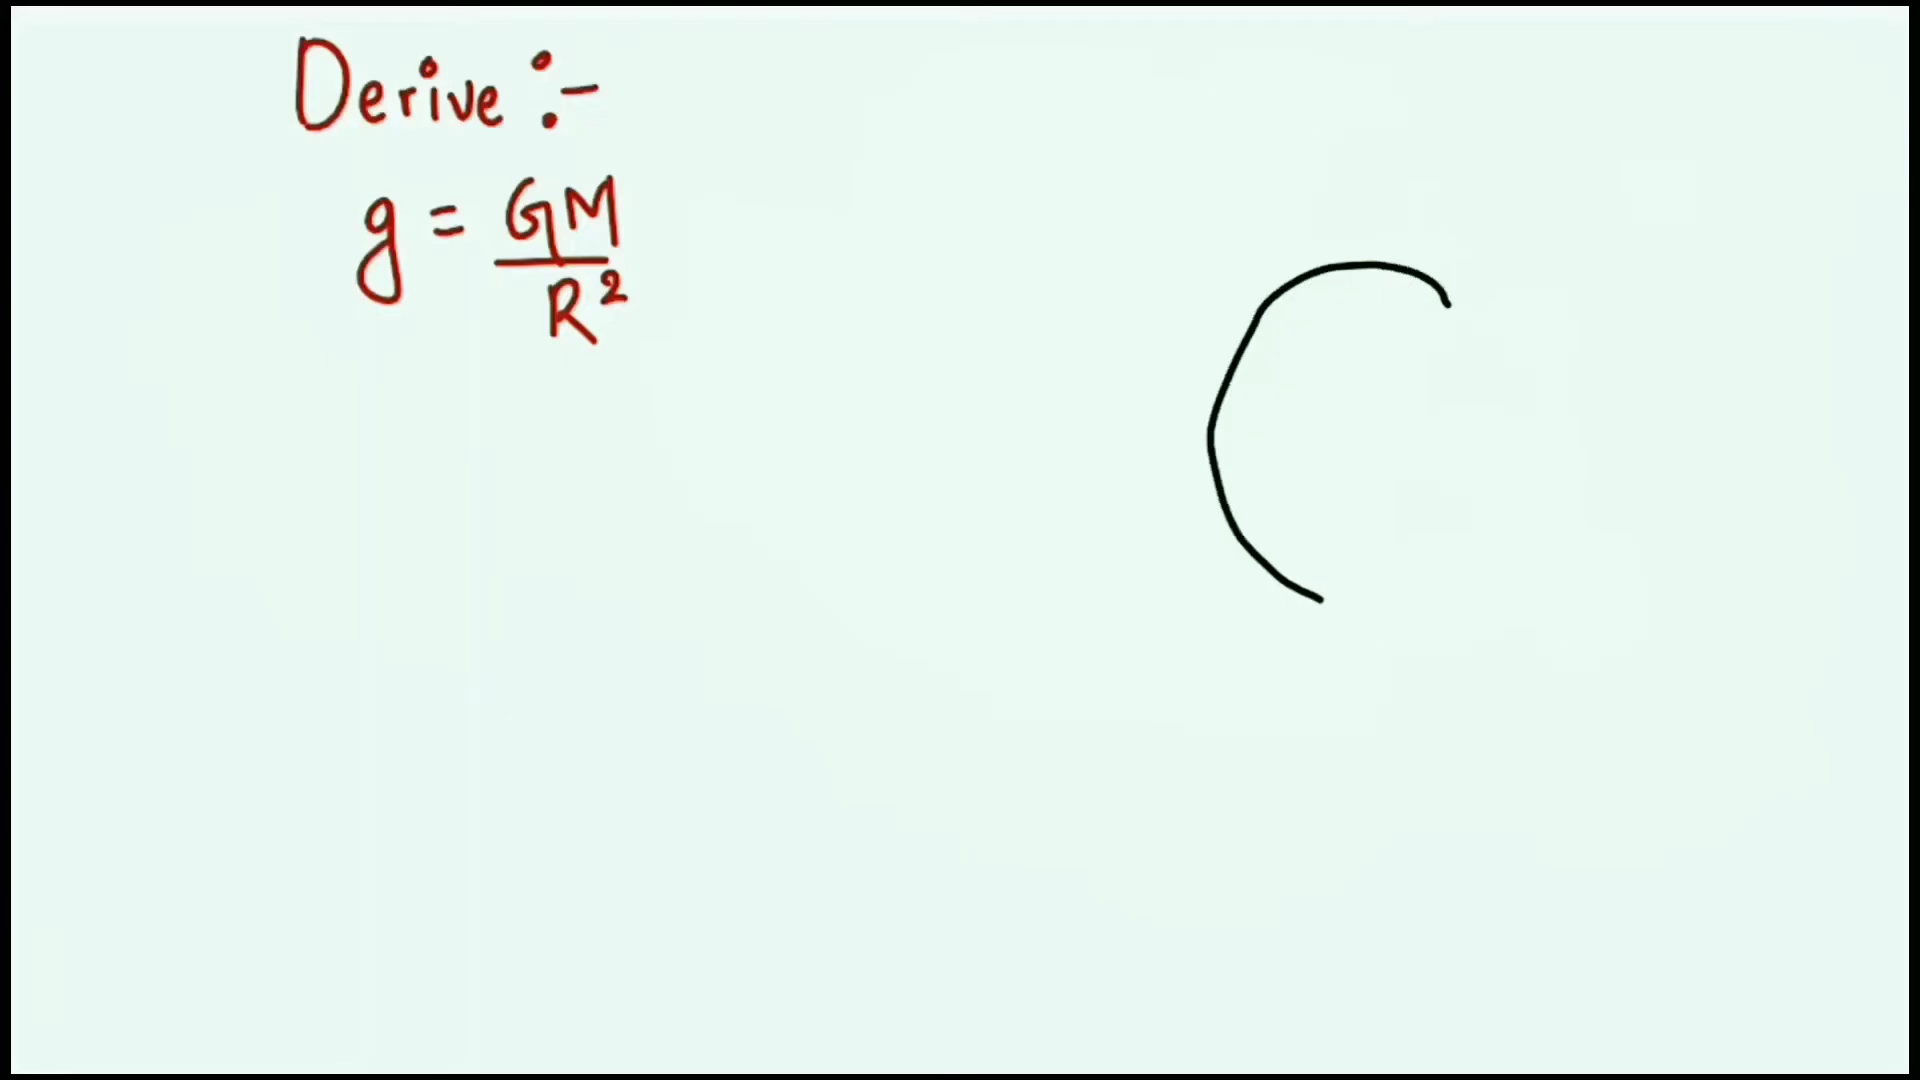 Derive :-
g = GM/R²